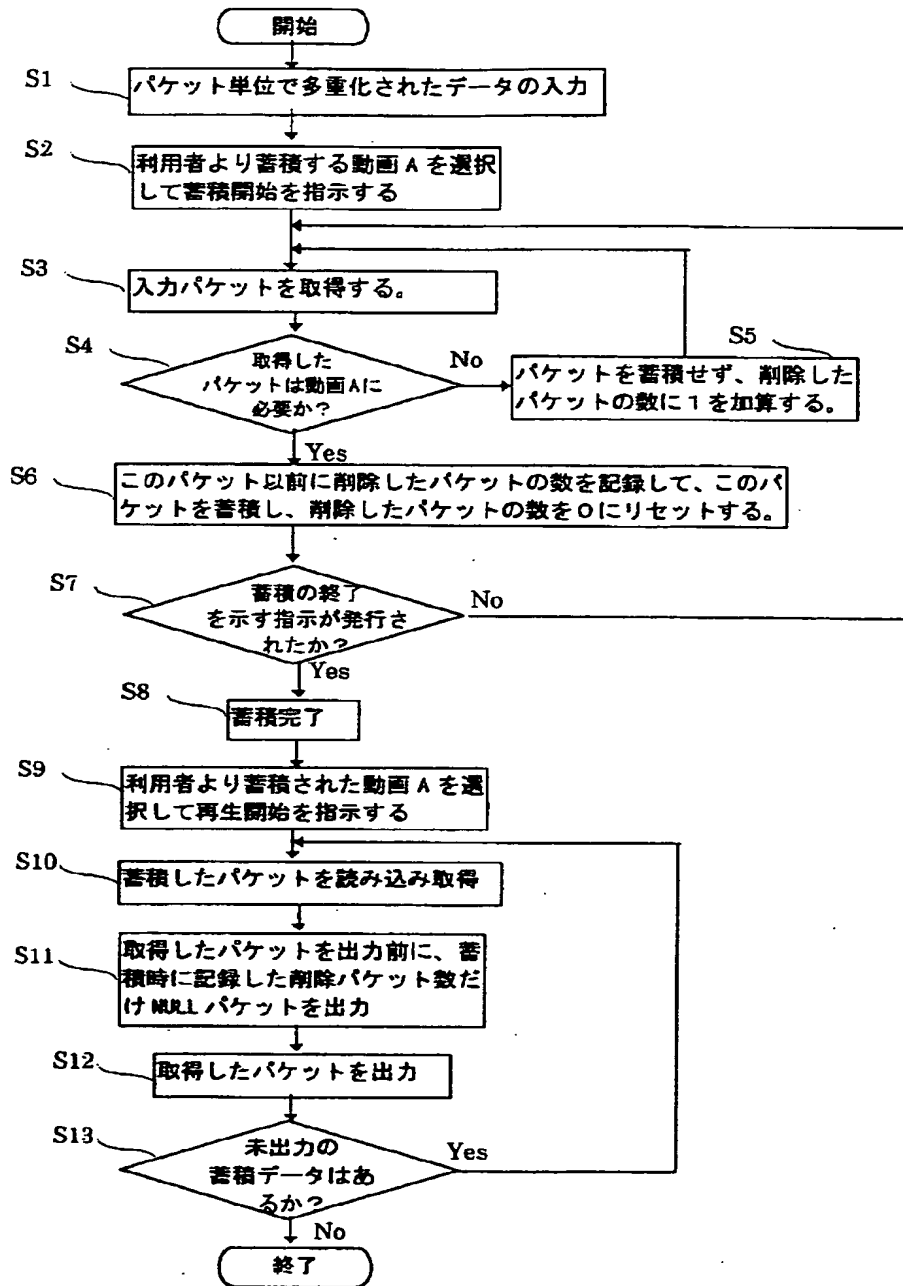 開始
S1
パケット単位で多重化されたデータの入力
S2
利用者より蓄積する動画Aを選択
して蓄積開始を指示する
S3
入力パケットを取得する。
S4
取得した
パケットは動画Aに
必要か?
No
S5
パケットを蓄積せず、削除した
パケットの数に1を加算する。
Yes
S6
このパケット以前に削除したパケットの数を記録して、このパ
ケットを蓄積し、削除したパケットの数を0にリセットする。
S7
蓄積の終了
を示す指示が発行さ
れたか?
No
Yes
S8
蓄積完了
S9
利用者より蓄積された動画Aを選
択して再生開始を指示する
S10
蓄積したパケットを読み込み取得
S11
取得したパケットを出力前に、蓄
積時に記録した削除パケット数だ
けNULLパケットを出力
S12
取得したパケットを出力
S13
未出力の
蓄積データはあ
るか?
Yes
No
終了